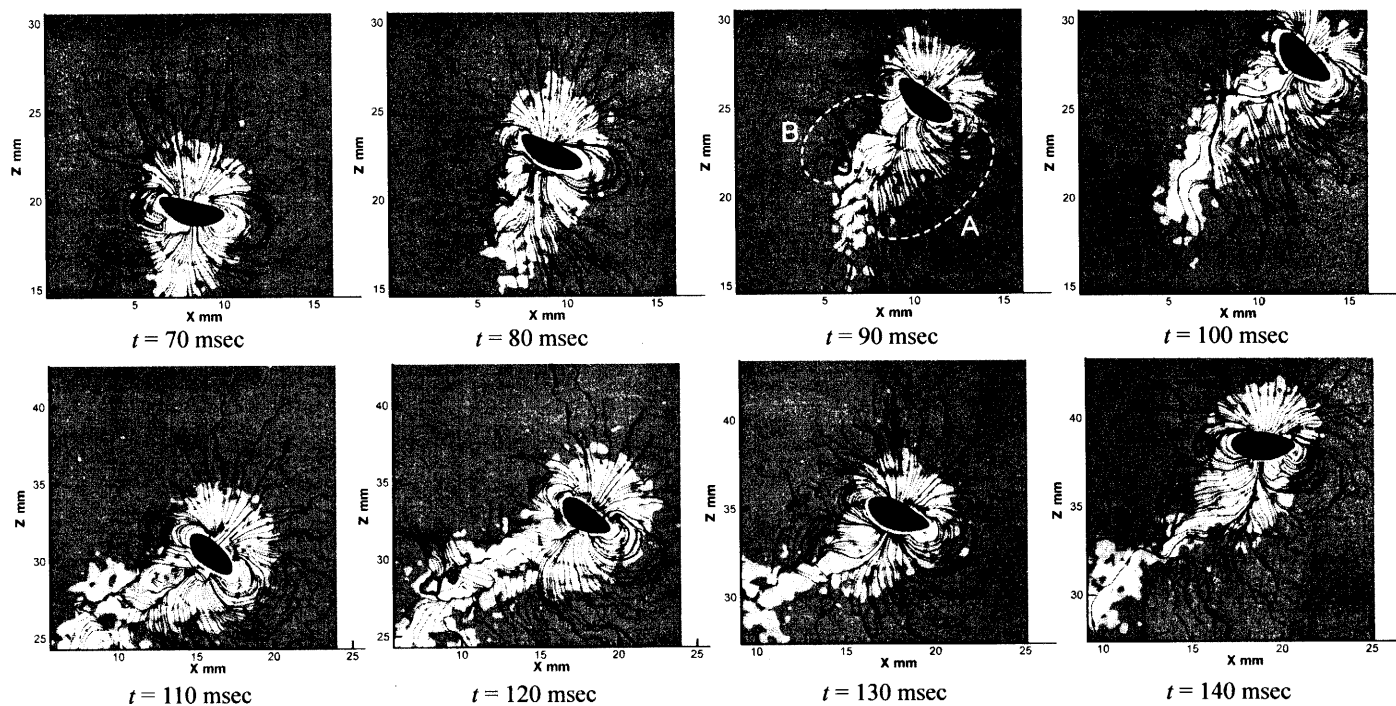 30
25
20
15
Z mm
5
10
15
X mm
t = 70 msec
30
25
20
15
Z mm
5
10
15
X mm
t = 80 msec
30
25
20
15
Z mm
B
A
5
10
15
X mm
t = 90 msec
30
25
20
15
Z mm
5
10
15
X mm
t = 100 msec
40
35
30
25
Z mm
10
15
20
25
X mm
t = 110 msec
40
35
30
25
Z mm
10
15
20
25
X mm
t = 120 msec
40
35
30
Z mm
10
15
20
25
X mm
t = 130 msec
40
35
30
Z mm
10
15
20
25
X mm
t = 140 msec